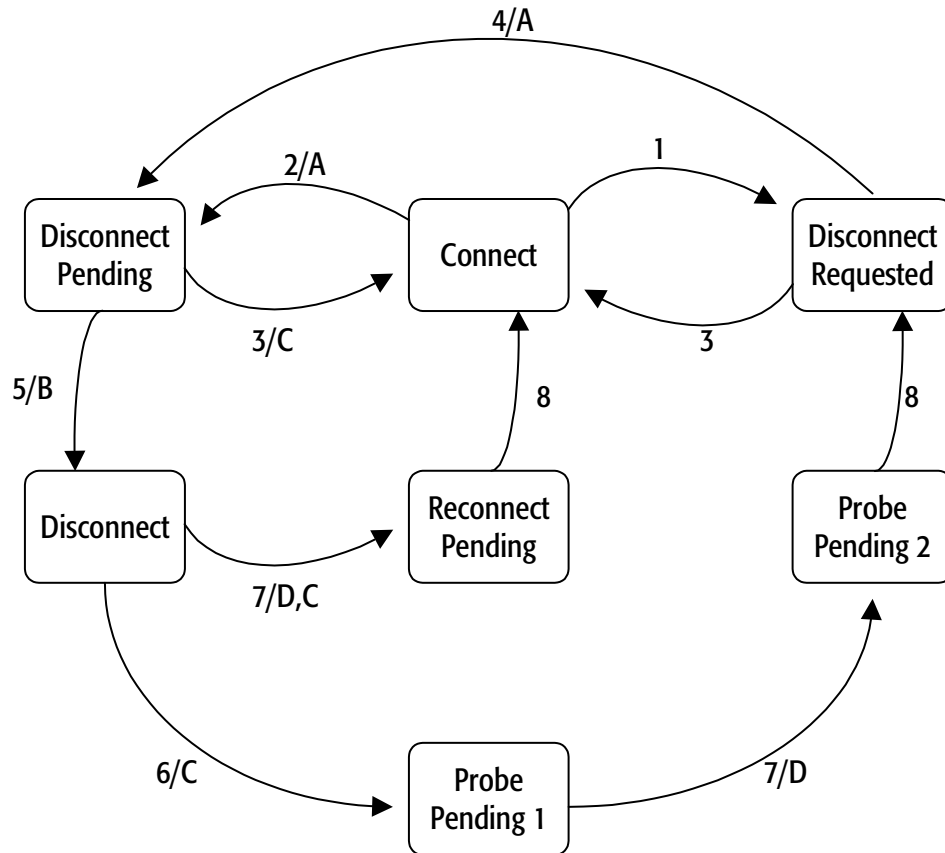 4/A
2/A
1
Disconnect
Pending
Connect
Disconnect
Requested
3/C
3
5/B
8
8
Disconnect
Reconnect
Pending
Probe
Pending 2
7/D,C
6/C
Probe
Pending 1
7/D